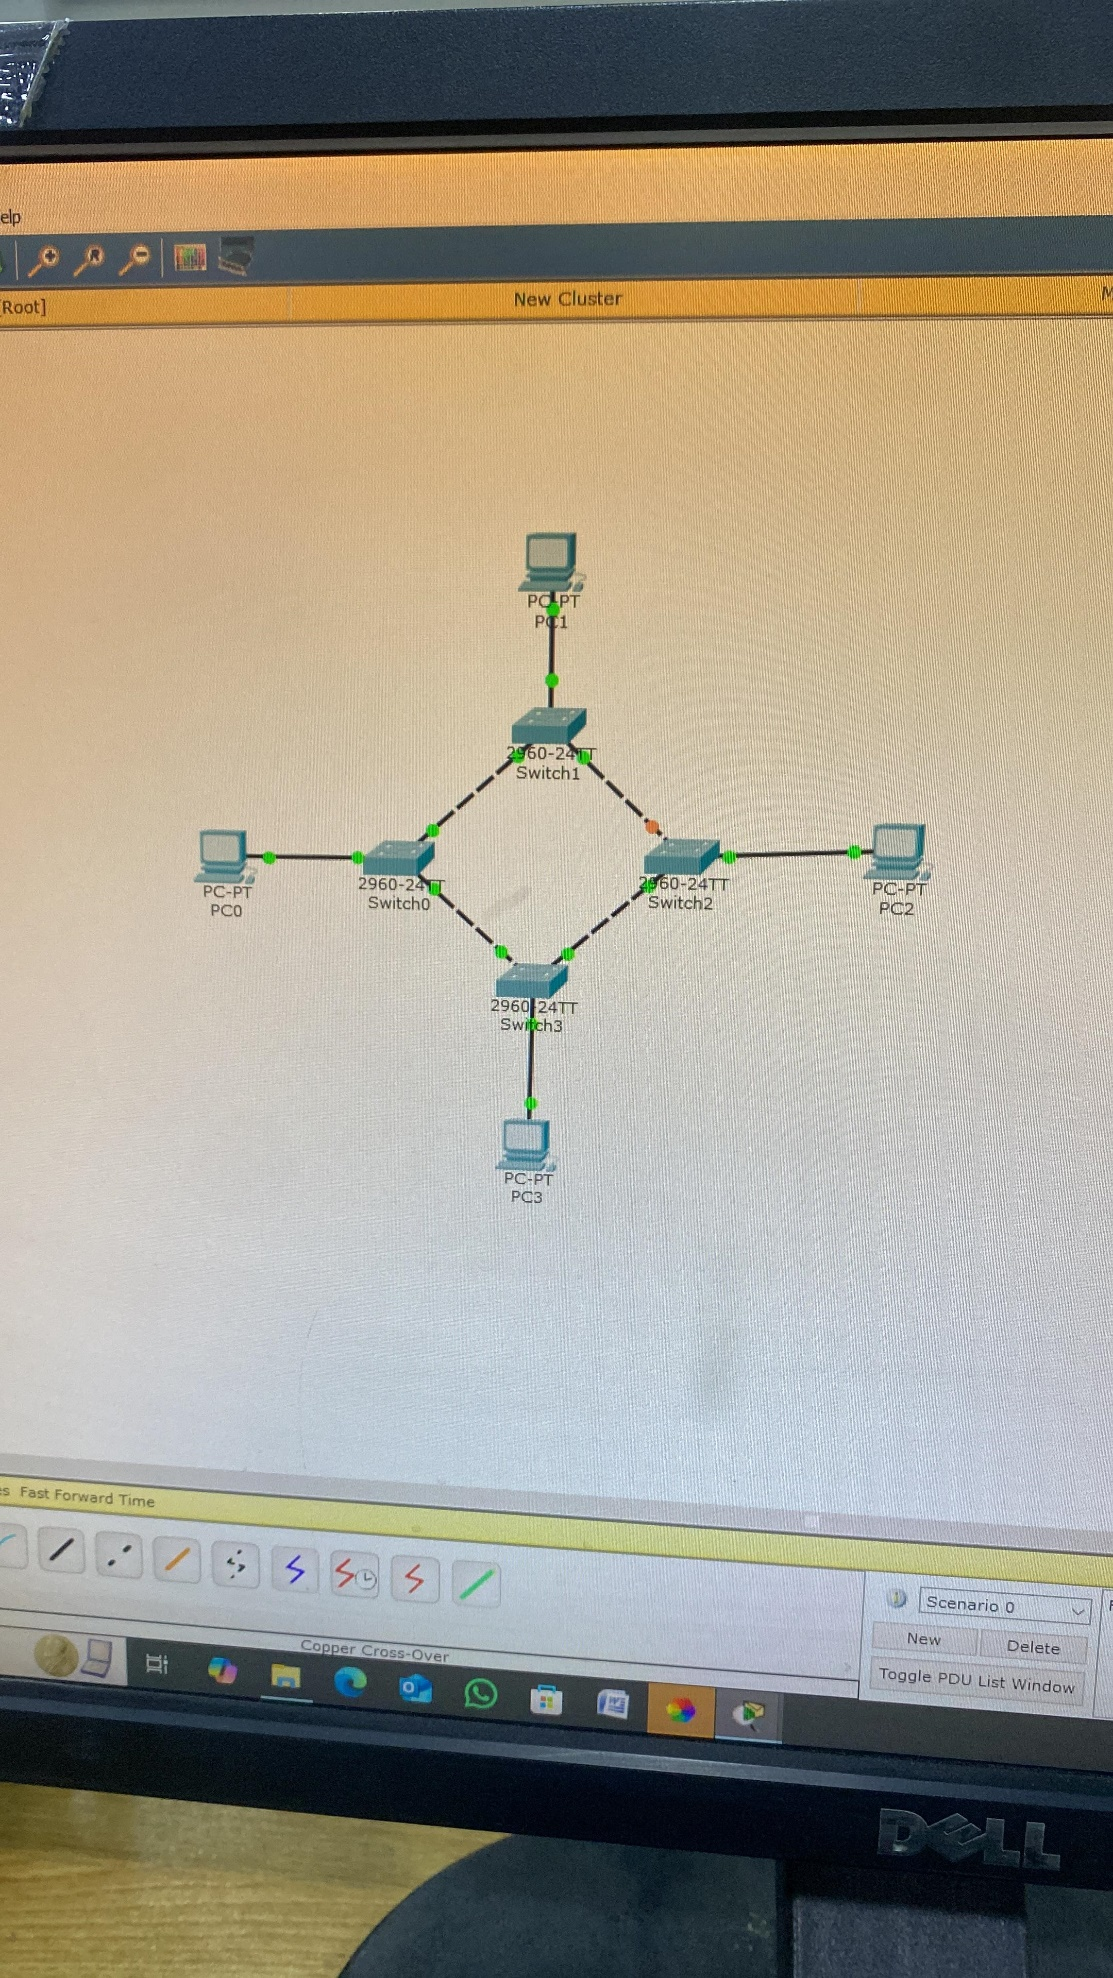 elp
[Root]
New Cluster
M
PC-PT
PC1
2960-24TT
Switch1
PC-PT
PC0
2960-24TT
Switch0
2960-24TT
Switch2
PC-PT
PC2
2960-24TT
Switch3
PC-PT
PC3
es Fast Forward Time
Scenario 0
New
Delete
Toggle PDU List Window
Copper Cross-Over
DELL